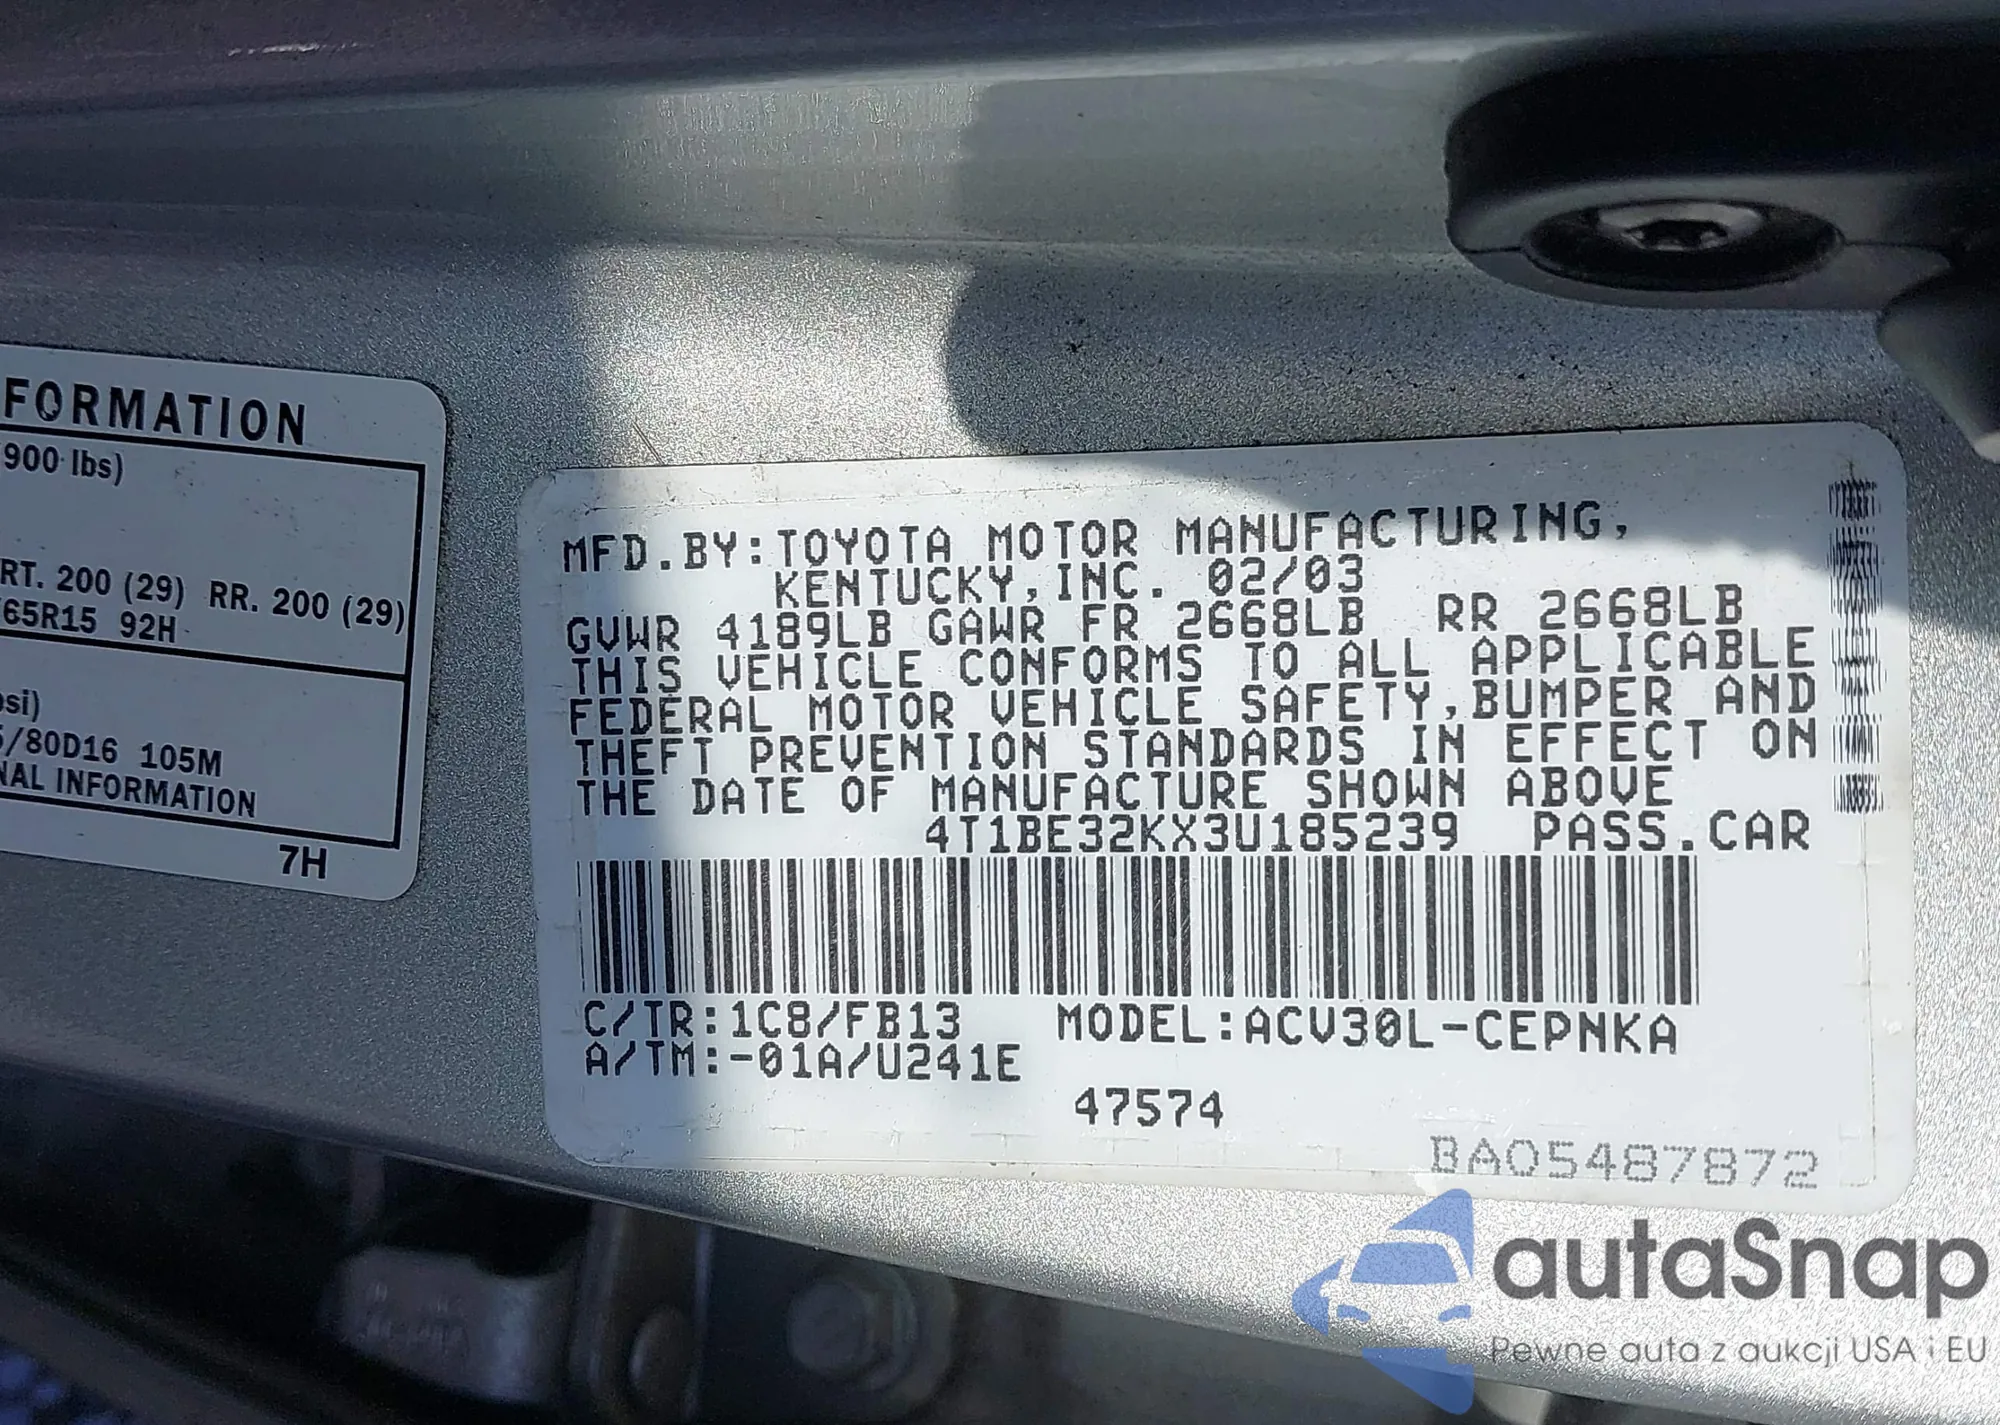 FORMATION
900 lbs)
RT. 200 (29) RR. 200 (29)
65R15 92H
si)
/80D16 105M
NAL INFORMATION
7H
MFD.BY:TOYOTA MOTOR MANUFACTURING,
KENTUCKY,INC. 02/03
GVWR 4189LB GAWR FR 2668LB RR 2668LB
THIS VEHICLE CONFORMS TO ALL APPLICABLE
FEDERAL MOTOR VEHICLE SAFETY,BUMPER AND
THEFT PREVENTION STANDARDS IN EFFECT ON
THE DATE OF MANUFACTURE SHOWN ABOVE
4T1BE32KX3U185239 PASS.CAR
C/TR:1C8/FB13 MODEL:ACV30L-CEPNKA
A/TM:-01A/U241E
47574
BA05487872
autaSnap
Pewne auta z aukcji USA i EU